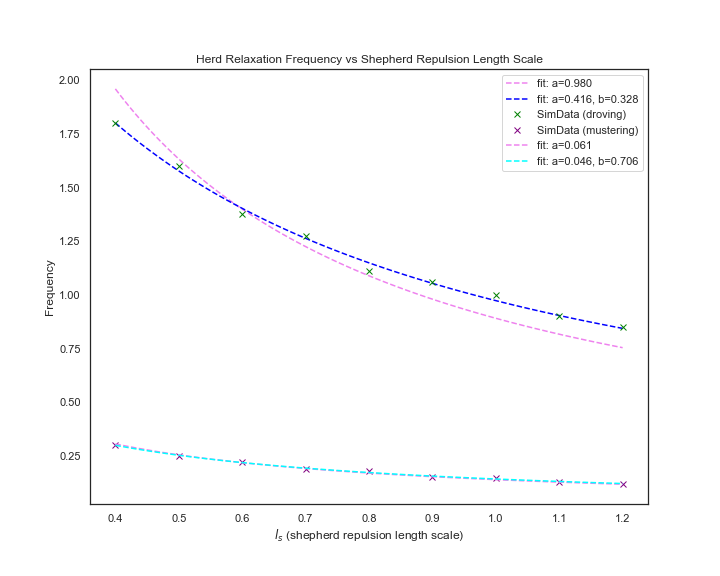 Herd Relaxation Frequency vs Shepherd Repulsion Length Scale
fit: a=0.980
fit: a=0.416, b=0.328
SimData (droving)
SimData (mustering)
fit: a=0.061
fit: a=0.046, b=0.706
2.00
1.75
1.50
1.25
1.00
0.75
0.50
0.25
Frequency
0.4 0.5 0.6 0.7 0.8 0.9 1.0 1.1 1.2
l_s (shepherd repulsion length scale)